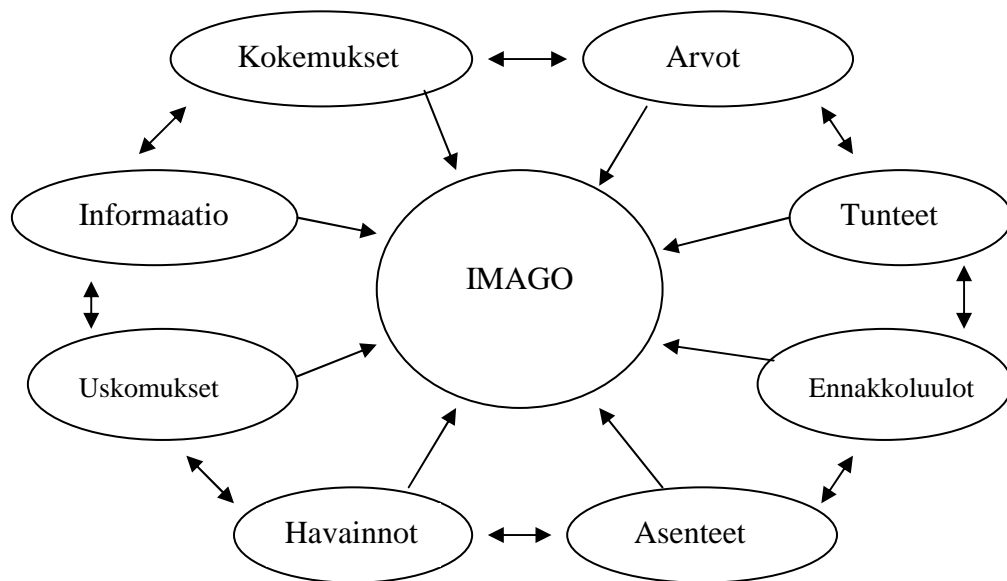 Kokemukset
Arvot
Informaatio
Tunteet
IMAGO
Uskomukset
Ennakkoluulot
Havainnot
Asenteet